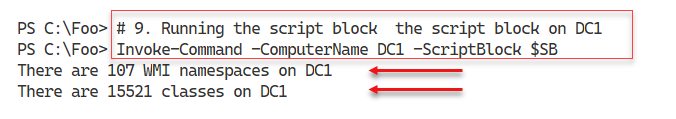 PS C:\Foo> # 9. Running the script block  the script block on DC1
PS C:\Foo> Invoke-Command -ComputerName DC1 -ScriptBlock $SB
There are 107 WMI namespaces on DC1
There are 15521 classes on DC1